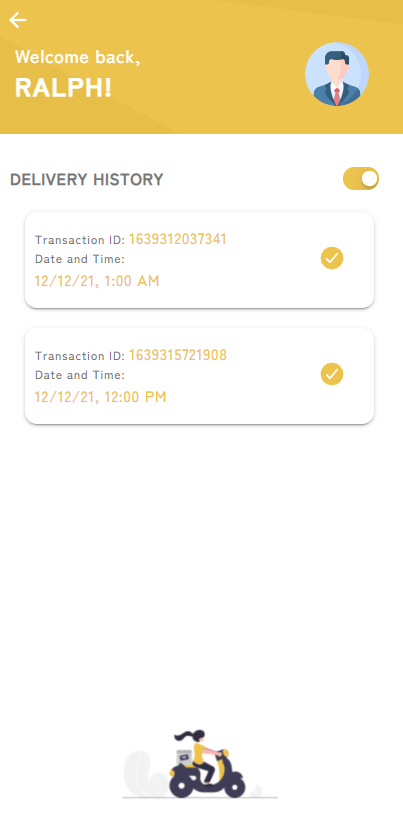 Welcome back,
RALPH!
DELIVERY HISTORY
Transaction ID: 1639312037341
Date and Time:
12/12/21, 1:00 AM
Transaction ID: 1639315721908
Date and Time:
12/12/21, 12:00 PM